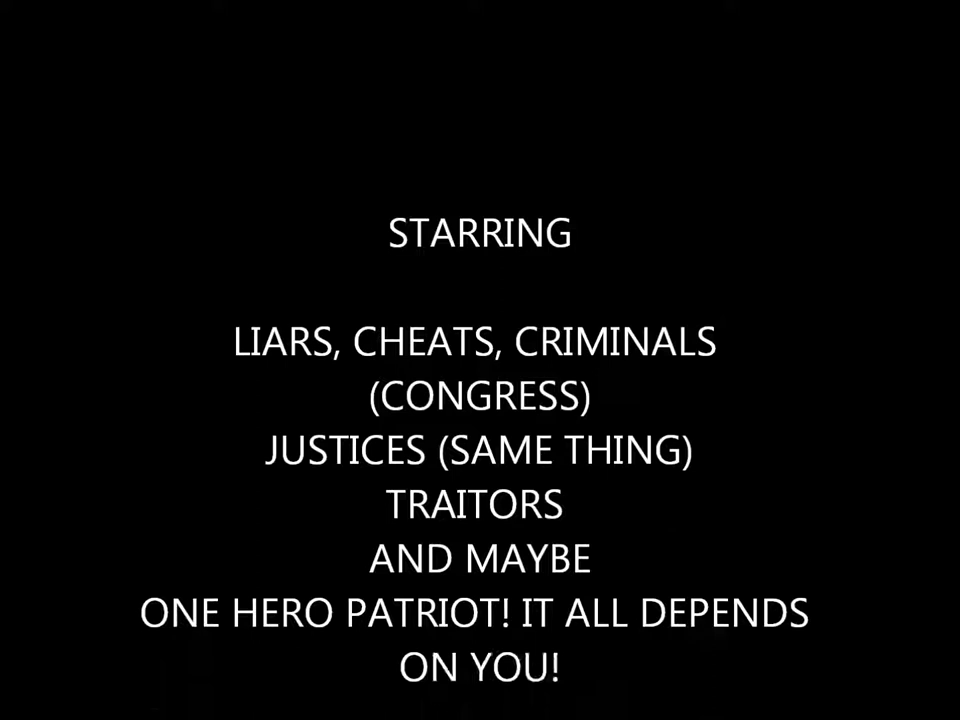 STARRING
LIARS, CHEATS, CRIMINALS
(CONGRESS)
JUSTICES (SAME THING)
TRAITORS
AND MAYBE
ONE HERO PATRIOT! IT ALL DEPENDS
ON YOU!